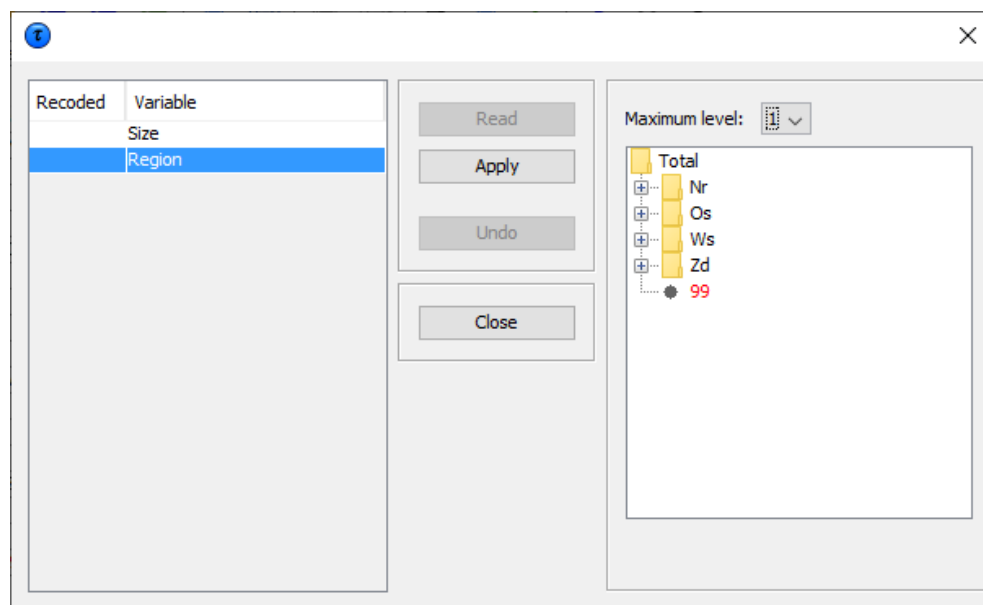 τ
Recoded Variable
Size
Region
Read
Apply
Undo
Close
Maximum level: 1
Total
Nr
Os
Ws
Zd
99